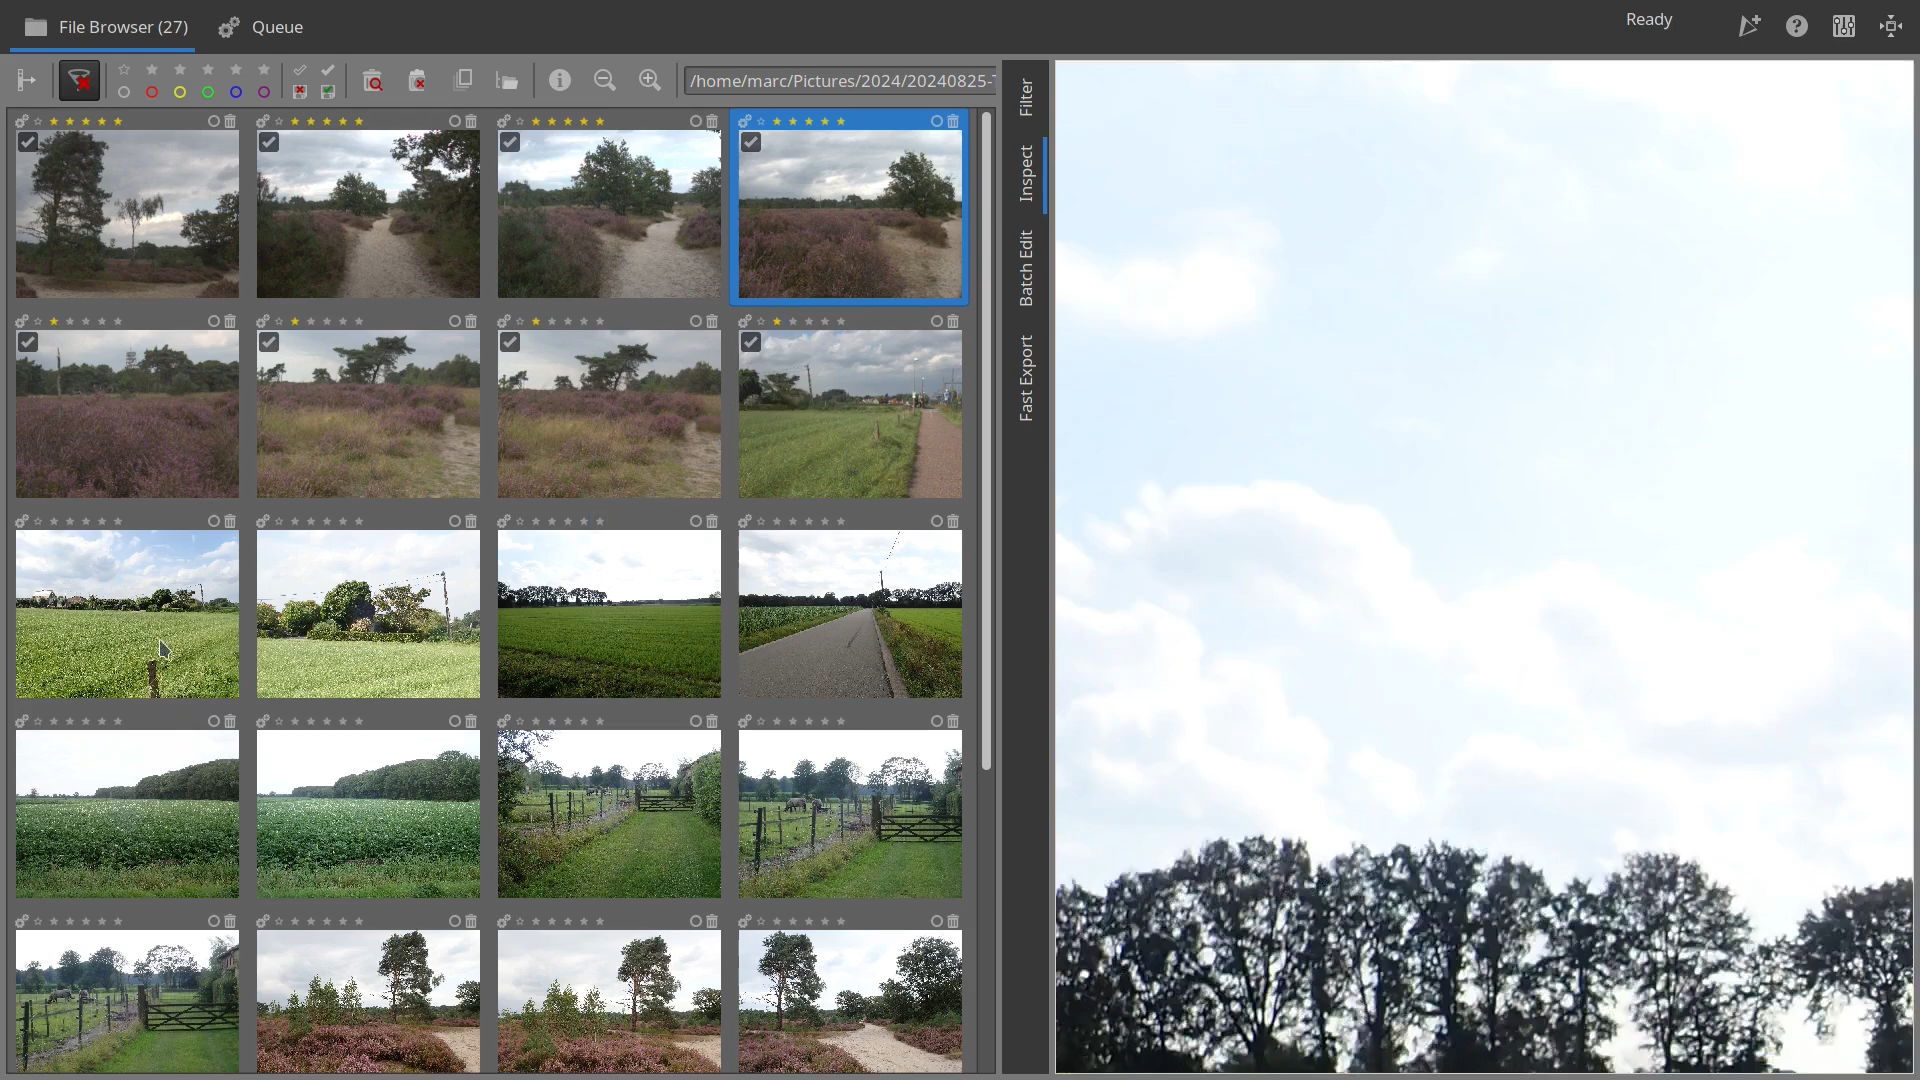 File Browser (27)
Queue
Ready
/home/marc/Pictures/2024/20240825-
Filter
Inspect
Batch Edit
Fast Export